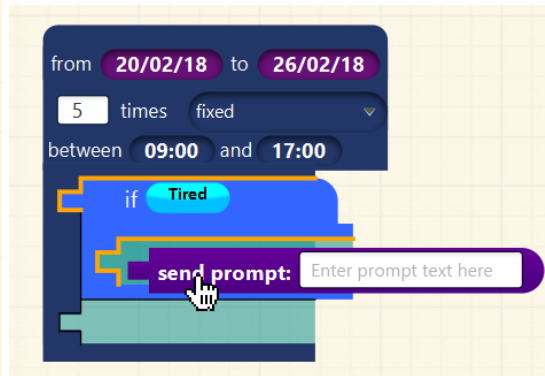 from 20/02/18 to 26/02/18
5 times fixed
between 09:00 and 17:00
if Tired
send prompt: Enter prompt text here